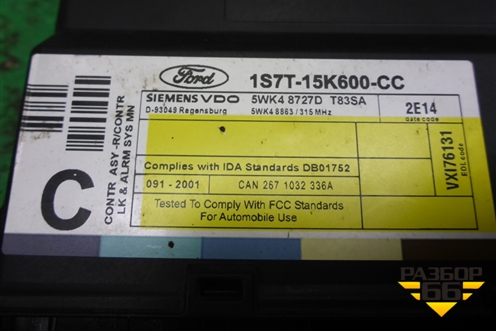 Ford
1S7T-15K600-CC
SIEMENS VDO 5WK4 8727D T83SA
D-93049 Regensburg 5WK4 8863 / 315 MHz
2E14
date code
VXI76131
EOL code
Complies with IDA Standards DB01752
091 - 2001 CAN 267 1032 336A
Tested To Comply With FCC Standards
For Automobile Use
CONTR ASY -R/CONTR
LK & ALRM SYS MN
C
РАЗБОР
66